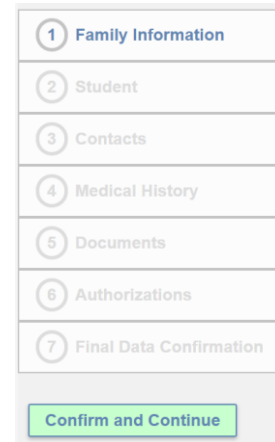 1 Family Information
2 Student
3 Contacts
4 Medical History
5 Documents
6 Authorizations
7 Final Data Confirmation
Confirm and Continue